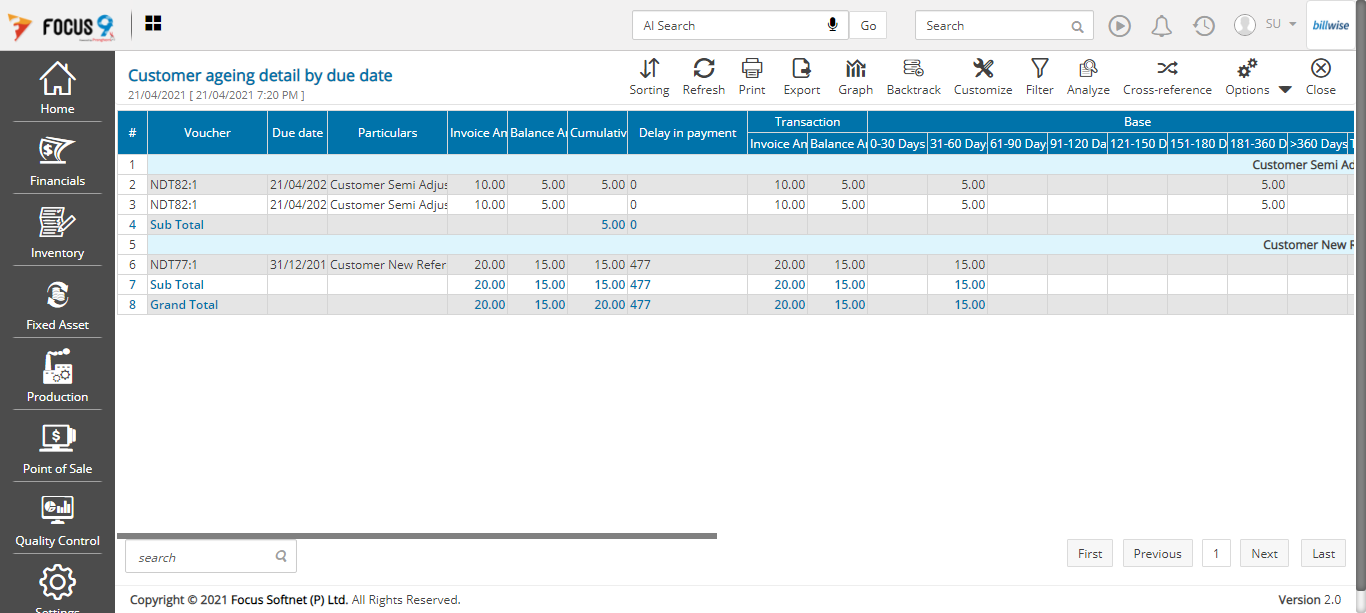 FOCUS 9
AI Search Go Search SU billwise
Home
Financials
Inventory
Fixed Asset
Production
Point of Sale
Quality Control
Settings
Customer ageing detail by due date
21/04/2021 [ 21/04/2021 7:20 PM ]
Sorting Refresh Print Export Graph Backtrack Customize Filter Analyze Cross-reference Options Close
# Voucher Due date Particulars Invoice An Balance A Cumulativ Delay in payment Transaction Base
Invoice An Balance A 0-30 Days 31-60 Day 61-90 Day 91-120 Da 121-150 D 151-180 D 181-360 D >360 Days
1 Customer Semi Ad
2 NDT82:1 21/04/202 Customer Semi Adjus 10.00 5.00 5.00 0 10.00 5.00 5.00 5.00
3 NDT82:1 21/04/202 Customer Semi Adjus 10.00 5.00 0 10.00 5.00 5.00 5.00
4 Sub Total 5.00 0
5 Customer New R
6 NDT77:1 31/12/201 Customer New Refer 20.00 15.00 15.00 477 20.00 15.00 15.00
7 Sub Total 20.00 15.00 15.00 477 20.00 15.00 15.00
8 Grand Total 20.00 15.00 20.00 477 20.00 15.00 15.00
search
First Previous 1 Next Last
Copyright © 2021 Focus Softnet (P) Ltd. All Rights Reserved.
Version 2.0